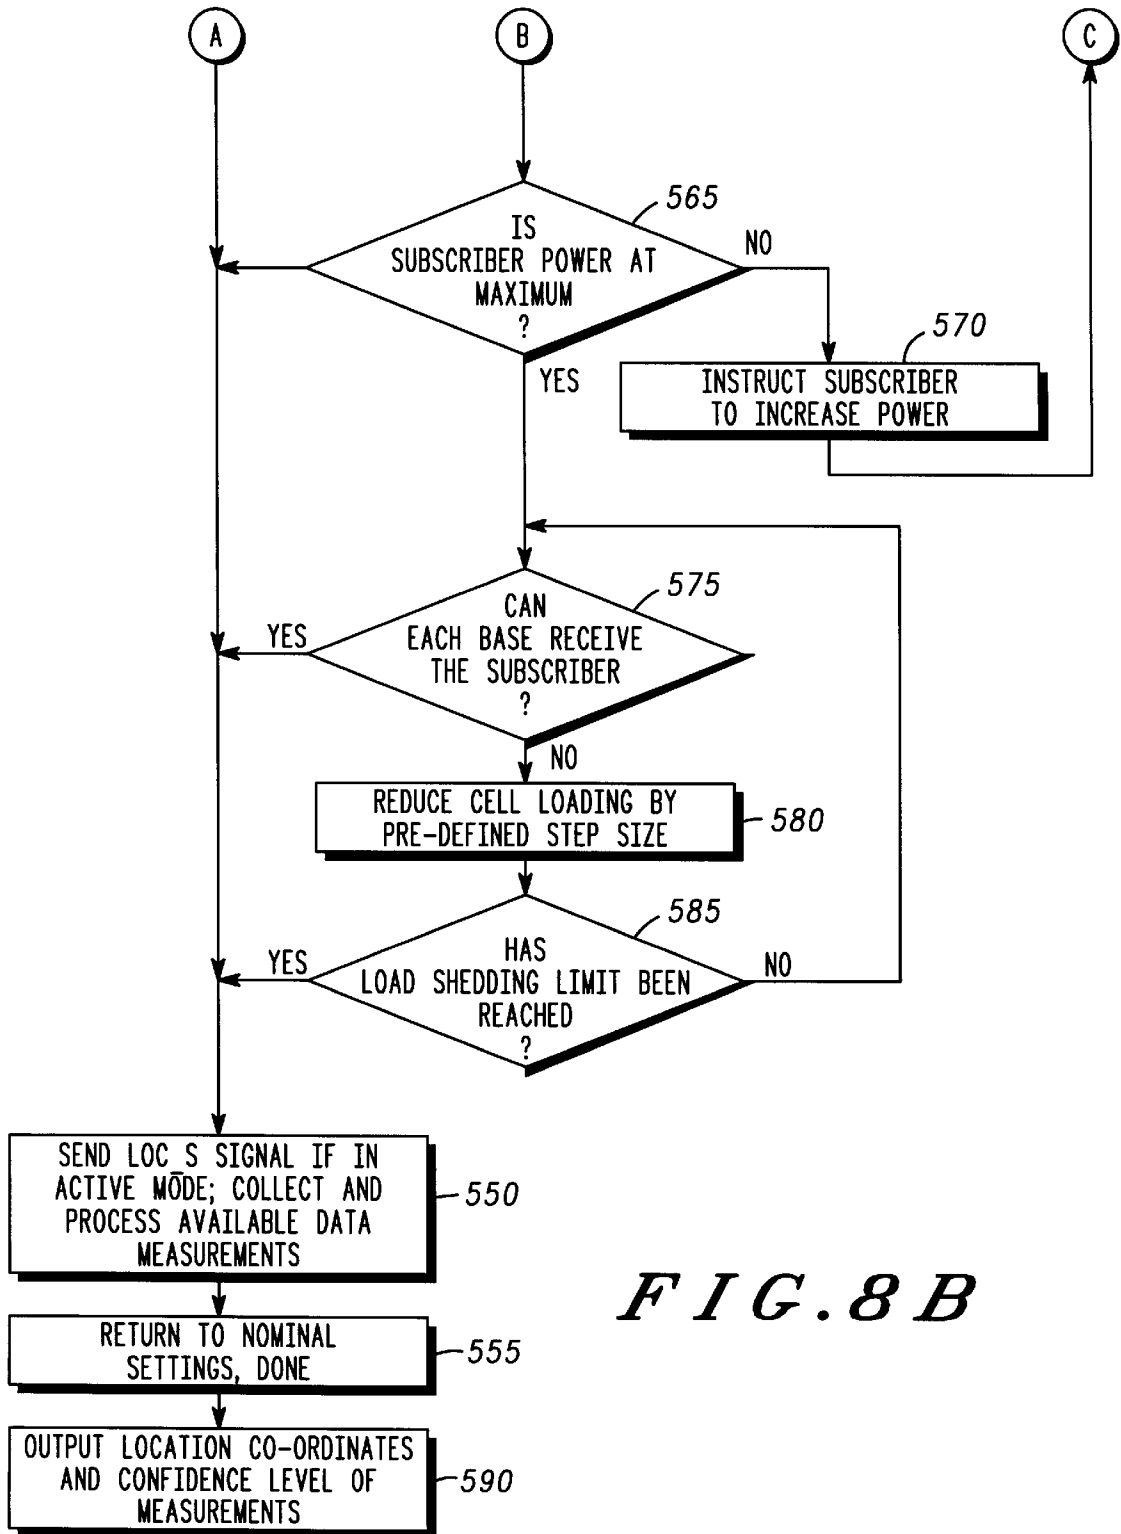 A
B
C
565
IS
SUBSCRIBER POWER AT
MAXIMUM
?
NO
YES
570
INSTRUCT SUBSCRIBER
TO INCREASE POWER
575
CAN
EACH BASE RECEIVE
THE SUBSCRIBER
?
YES
NO
REDUCE CELL LOADING BY
PRE-DEFINED STEP SIZE
580
585
HAS
LOAD SHEDDING LIMIT BEEN
REACHED
?
YES
NO
SEND LOC_S SIGNAL IF IN
ACTIVE MODE; COLLECT AND
PROCESS AVAILABLE DATA
MEASUREMENTS
550
RETURN TO NOMINAL
SETTINGS, DONE
555
OUTPUT LOCATION CO-ORDINATES
AND CONFIDENCE LEVEL OF
MEASUREMENTS
590
FIG.8B